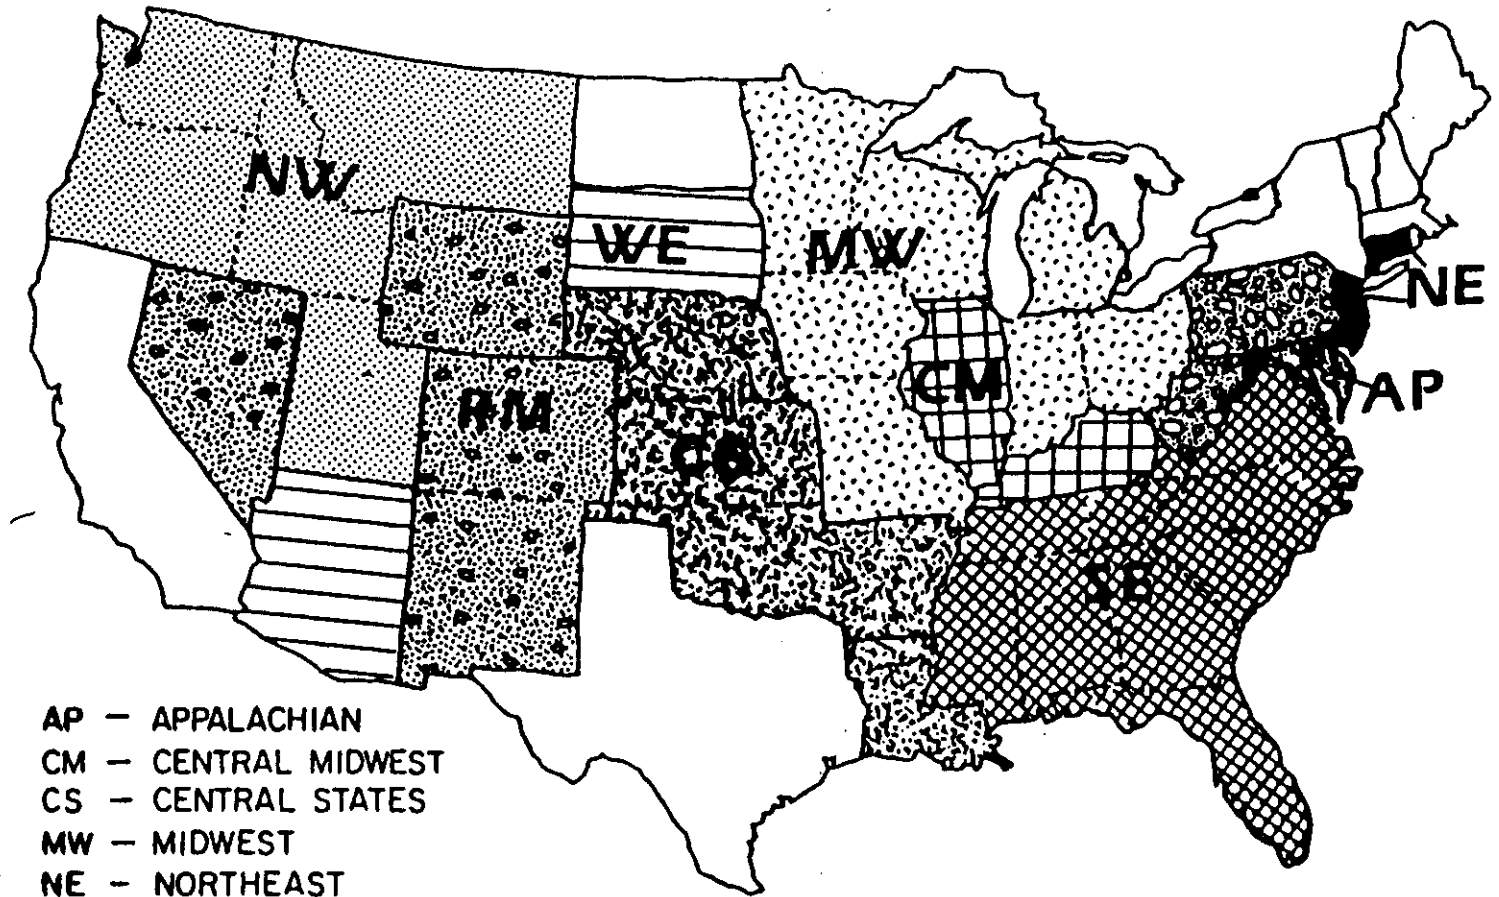 NW
WE
MW
NE
CM
AP
RM
CS
SE
AP – APPALACHIAN
CM – CENTRAL MIDWEST
CS – CENTRAL STATES
MW – MIDWEST
NE – NORTHEAST